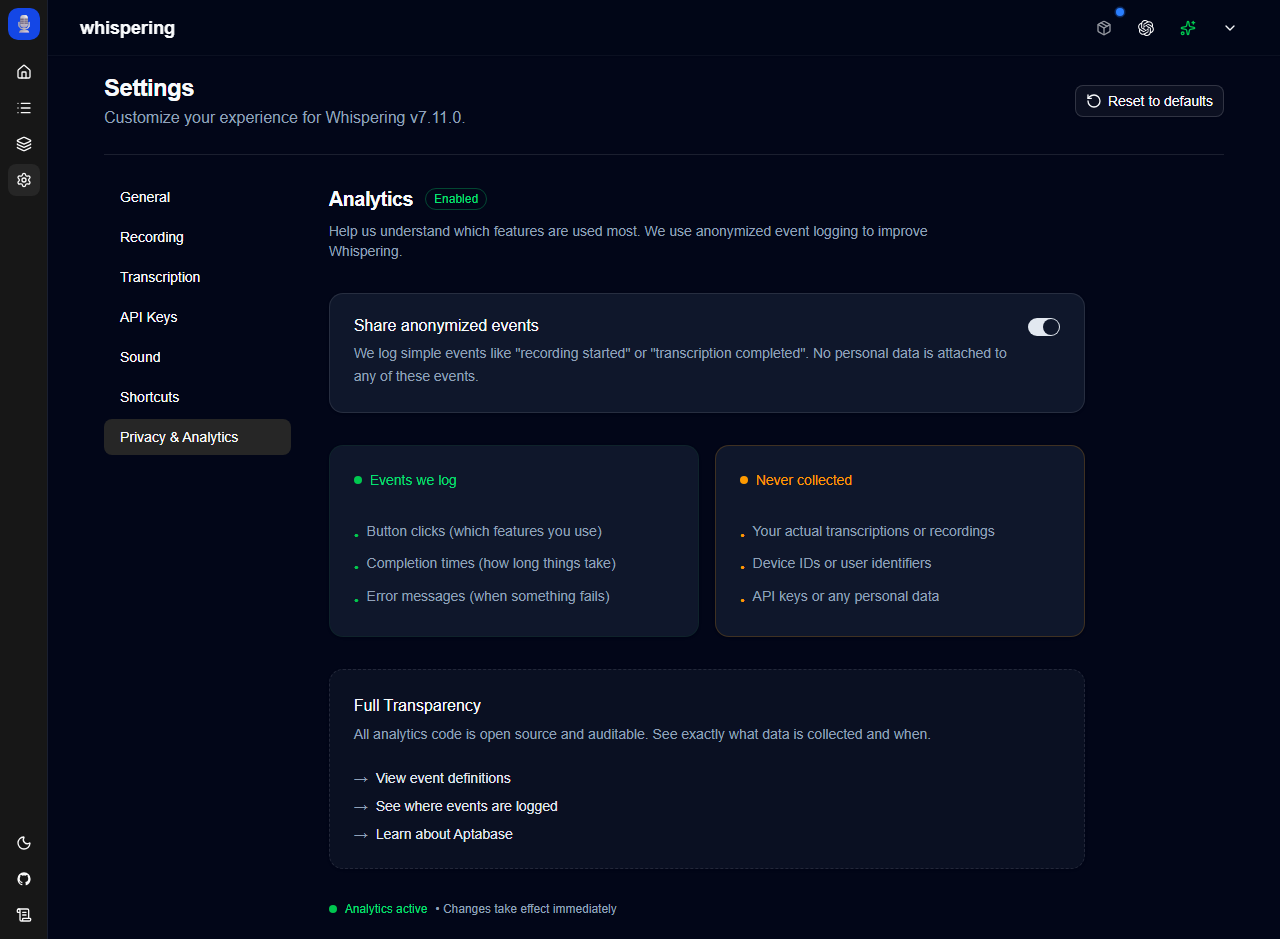 whispering
Settings
Customize your experience for Whispering v7.11.0.
Reset to defaults
General
Recording
Transcription
API Keys
Sound
Shortcuts
Privacy & Analytics
Analytics
Enabled
Help us understand which features are used most. We use anonymized event logging to improve
Whispering.
Share anonymized events
We log simple events like "recording started" or "transcription completed". No personal data is attached to
any of these events.
Events we log
Button clicks (which features you use)
Completion times (how long things take)
Error messages (when something fails)
Never collected
Your actual transcriptions or recordings
Device IDs or user identifiers
API keys or any personal data
Full Transparency
All analytics code is open source and auditable. See exactly what data is collected and when.
→ View event definitions
→ See where events are logged
→ Learn about Aptabase
Analytics active • Changes take effect immediately